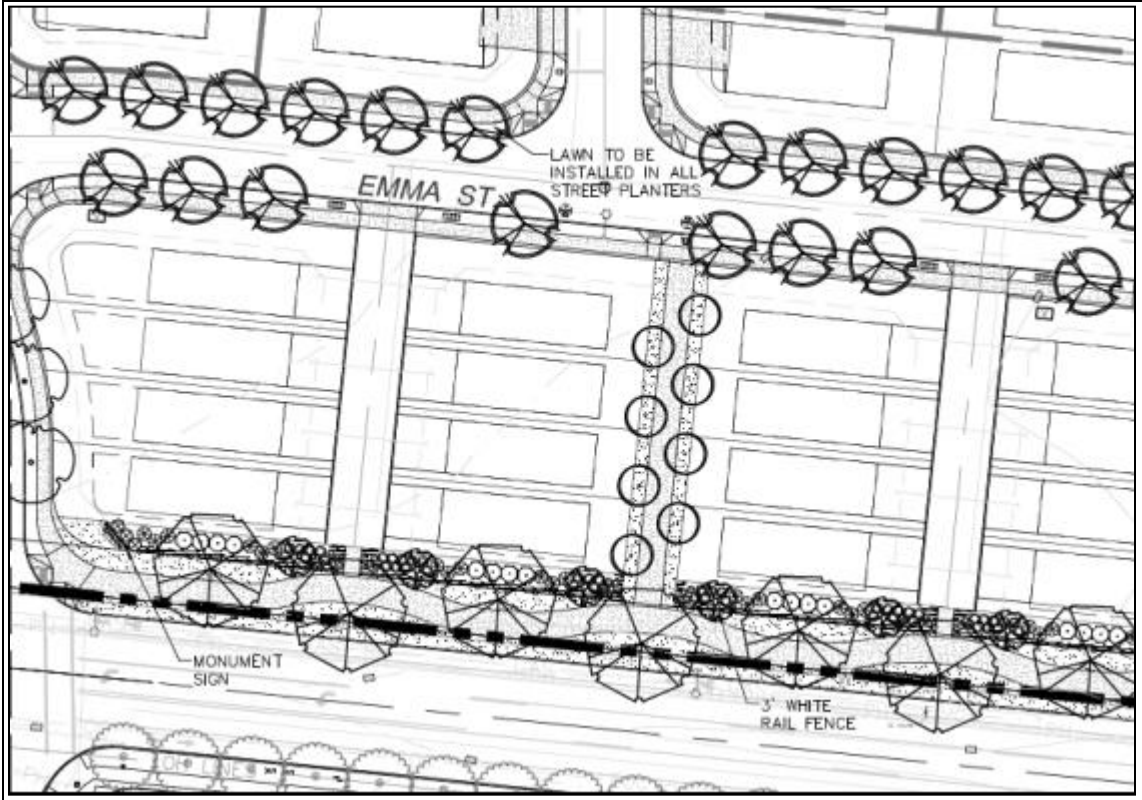 LAWN TO BE
INSTALLED IN ALL
STREET PLANTERS
EMMA ST
MONUMENT
SIGN
3' WHITE
RAIL FENCE